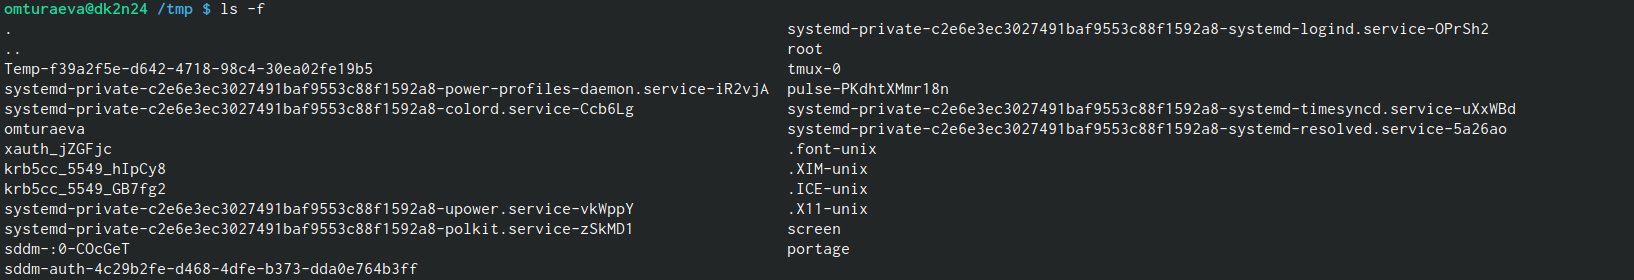 omturaeva@dk2n24 /tmp $ ls -f
. systemd-private-c2e6e3ec3027491baf9553c88f1592a8-systemd-logind.service-OPrSh2
.. root
Temp-f39a2f5e-d642-4718-98c4-30ea02fe19b5 tmux-0
systemd-private-c2e6e3ec3027491baf9553c88f1592a8-power-profiles-daemon.service-iR2vjA pulse-PKdhtXMmr18n
systemd-private-c2e6e3ec3027491baf9553c88f1592a8-colord.service-Ccb6Lg systemd-private-c2e6e3ec3027491baf9553c88f1592a8-systemd-timesyncd.service-uXxWBd
omturaeva systemd-private-c2e6e3ec3027491baf9553c88f1592a8-systemd-resolved.service-5a26ao
xauth_jZGFjc .font-unix
krb5cc_5549_hIpCy8 .XIM-unix
krb5cc_5549_GB7fg2 .ICE-unix
systemd-private-c2e6e3ec3027491baf9553c88f1592a8-upower.service-vkWppY .X11-unix
systemd-private-c2e6e3ec3027491baf9553c88f1592a8-polkit.service-zSkMD1 screen
sddm-:0-COcGeT portage
sddm-auth-4c29b2fe-d468-4dfe-b373-dda0e764b3ff